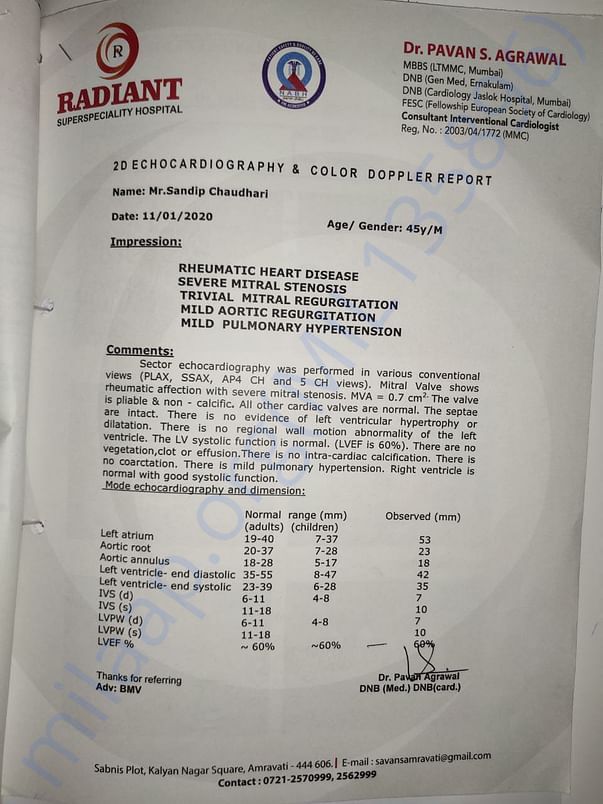 RADIANT
SUPERSPECIALITY HOSPITAL
NABH
Dr. PAVAN S. AGRAWAL
MBBS (LTMMC, Mumbai)
DNB (Gen Med, Ernakulam)
DNB (Cardiology Jaslok Hospital, Mumbai)
FESC (Fellowship European Society of Cardiology)
Consultant Interventional Cardiologist
Reg, No. : 2003/04/1772 (MMC)
2D ECHOCARDIOGRAPHY & COLOR DOPPLER REPORT
Name: Mr.Sandip Chaudhari
Date: 11/01/2020
Age/ Gender: 45y/M
Impression:
RHEUMATIC HEART DISEASE
SEVERE MITRAL STENOSIS
TRIVIAL MITRAL REGURGITATION
MILD AORTIC REGURGITATION
MILD PULMONARY HYPERTENSION
Comments:
Sector echocardiography was performed in various conventional
views (PLAX, SSAX, AP4 CH and 5 CH views). Mitral Valve shows
rheumatic affection with severe mitral stenosis. MVA = 0.7 cm². The valve
is pliable & non - calcific. All other cardiac valves are normal. The septae
are intact. There is no evidence of left ventricular hypertrophy or
dilatation. There is no regional wall motion abnormality of the left
ventricle. The LV systolic function is normal. (LVEF is 60%). There are no
vegetation,clot or effusion.There is no intra-cardiac calcification. There is
no coarctation. There is mild pulmonary hypertension. Right ventricle is
normal with good systolic function.
Mode echocardiography and dimension:
Normal range (mm) Observed (mm)
(adults) (children)
Left atrium 19-40 7-37 53
Aortic root 20-37 7-28 23
Aortic annulus 18-28 5-17 18
Left ventricle- end diastolic 35-55 8-47 42
Left ventricle- end systolic 23-39 6-28 35
IVS (d) 6-11 4-8 7
IVS (s) 11-18 10
LVPW (d) 6-11 4-8 7
LVPW (s) 11-18 10
LVEF % ~ 60% ~60% 60%
Thanks for referring
Adv: BMV
Dr. Pavan Agrawal
DNB (Med.) DNB(card.)
Sabnis Plot, Kalyan Nagar Square, Amravati - 444 606. | E-mail : savansamravati@gmail.com
Contact : 0721-2570999, 2562999